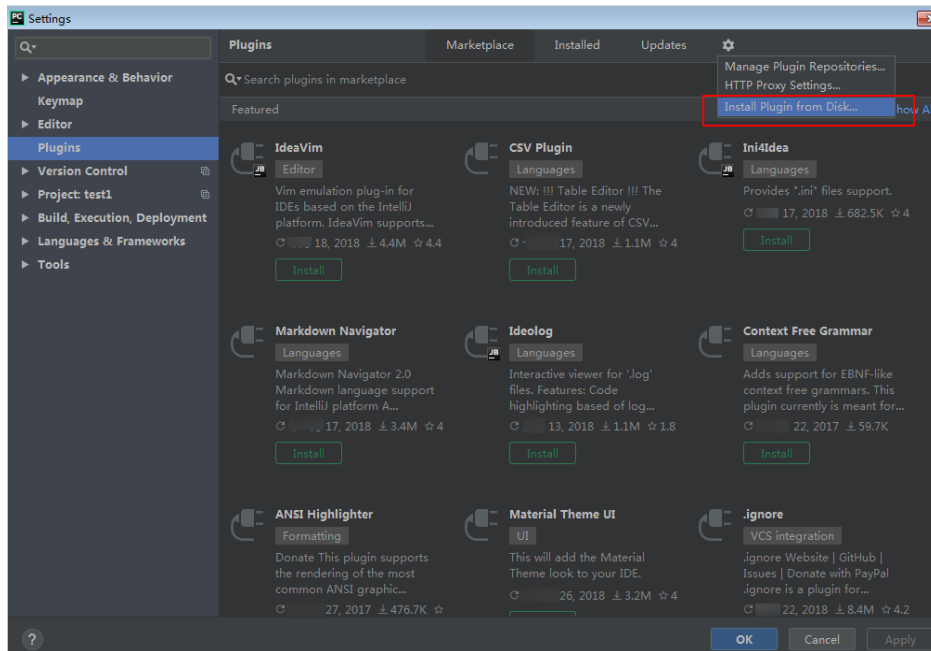 PC Settings
Plugins
Marketplace
Installed
Updates
Manage Plugin Repositories...
HTTP Proxy Settings...
Install Plugin from Disk...
Search plugins in marketplace
Featured
how A
Appearance & Behavior
Keymap
Editor
Plugins
Version Control
Project: test1
Build, Execution, Deployment
Languages & Frameworks
Tools
IdeaVim
Editor
JB
Vim emulation plug-in for
IDEs based on the IntelliJ
platform. IdeaVim supports...
18, 2018 4.4M 4.4
Install
CSV Plugin
Languages
NEW: !!! Table Editor !!! The
Table Editor is a newly
introduced feature of CSV...
17, 2018 1.1M 4
Install
Ini4Idea
Languages
JB
Provides ".ini" files support.
17, 2018 682.5K 4
Install
Markdown Navigator
Languages
Markdown Navigator 2.0
Markdown language support
for IntelliJ platform A...
17, 2018 3.4M 4
Install
Ideolog
Languages
JB
Interactive viewer for '.log'
files. Features: Code
highlighting based of log...
13, 2018 1.1M 1.8
Install
Context Free Grammar
Languages
Adds support for EBNF-like
context free grammars. This
plugin currently is meant for...
22, 2017 59.7K
Install
ANSI Highlighter
Formatting
Donate This plugin supports
the rendering of the most
common ANSI graphic...
27, 2017 476.7K
Material Theme UI
UI
This will add the Material
Theme look to your IDE.
26, 2018 3.2M 4
.ignore
VCS integration
.ignore Website | GitHub |
Issues | Donate with PayPal
.ignore is a plugin for...
22, 2018 8.4M 4.2
?
OK
Cancel
Apply